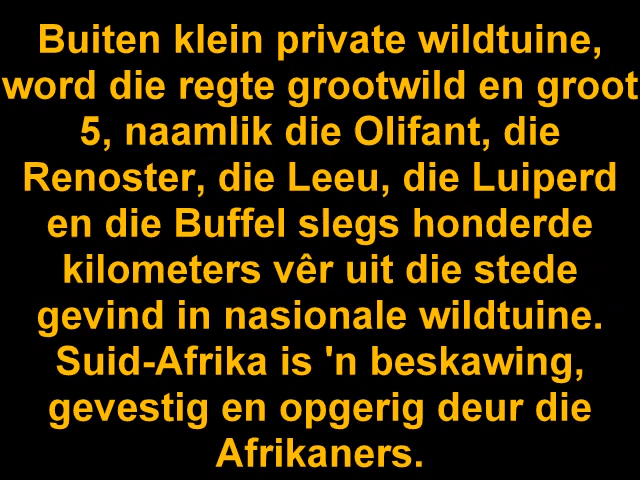 Buiten klein private wildtuine,
word die regte grootwild en groot
5, naamlik die Olifant, die
Renoster, die Leeu, die Luiperd
en die Buffel slegs honderde
kilometers vêr uit die stede
gevind in nasionale wildtuine.
Suid-Afrika is 'n beskawing,
gevestig en opgerig deur die
Afrikaners.